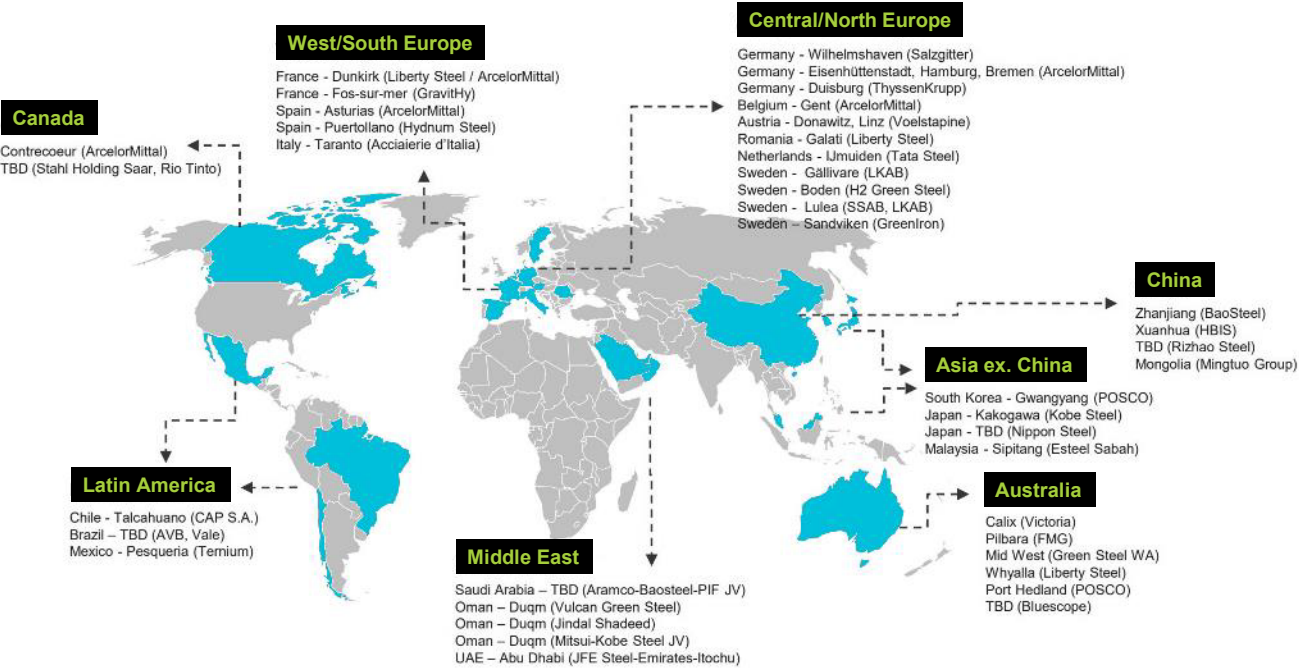 Central/North Europe
Germany - Wilhelmshaven (Salzgitter)
Germany - Eisenhüttenstadt, Hamburg, Bremen (ArcelorMittal)
Germany - Duisburg (ThyssenKrupp)
Belgium - Gent (ArcelorMittal)
Austria - Donawitz, Linz (Voelstapine)
Romania - Galati (Liberty Steel)
Netherlands - IJmuiden (Tata Steel)
Sweden - Gällivare (LKAB)
Sweden - Boden (H2 Green Steel)
Sweden - Lulea (SSAB, LKAB)
Sweden – Sandviken (GreenIron)
West/South Europe
France - Dunkirk (Liberty Steel / ArcelorMittal)
France - Fos-sur-mer (GravitHy)
Spain - Asturias (ArcelorMittal)
Spain - Puertollano (Hydnum Steel)
Italy - Taranto (Acciaierie d'Italia)
Canada
Contrecoeur (ArcelorMittal)
TBD (Stahl Holding Saar, Rio Tinto)
China
Zhanjiang (BaoSteel)
Xuanhua (HBIS)
TBD (Rizhao Steel)
Mongolia (Mingtuo Group)
Asia ex. China
South Korea - Gwangyang (POSCO)
Japan - Kakogawa (Kobe Steel)
Japan - TBD (Nippon Steel)
Malaysia - Sipitang (Esteel Sabah)
Latin America
Chile - Talcahuano (CAP S.A.)
Brazil – TBD (AVB, Vale)
Mexico - Pesqueria (Ternium)
Australia
Calix (Victoria)
Pilbara (FMG)
Mid West (Green Steel WA)
Whyalla (Liberty Steel)
Port Hedland (POSCO)
TBD (Bluescope)
Middle East
Saudi Arabia – TBD (Aramco-Baosteel-PIF JV)
Oman – Duqm (Vulcan Green Steel)
Oman – Duqm (Jindal Shadeed)
Oman – Duqm (Mitsui-Kobe Steel JV)
UAE – Abu Dhabi (JFE Steel-Emirates-Itochu)